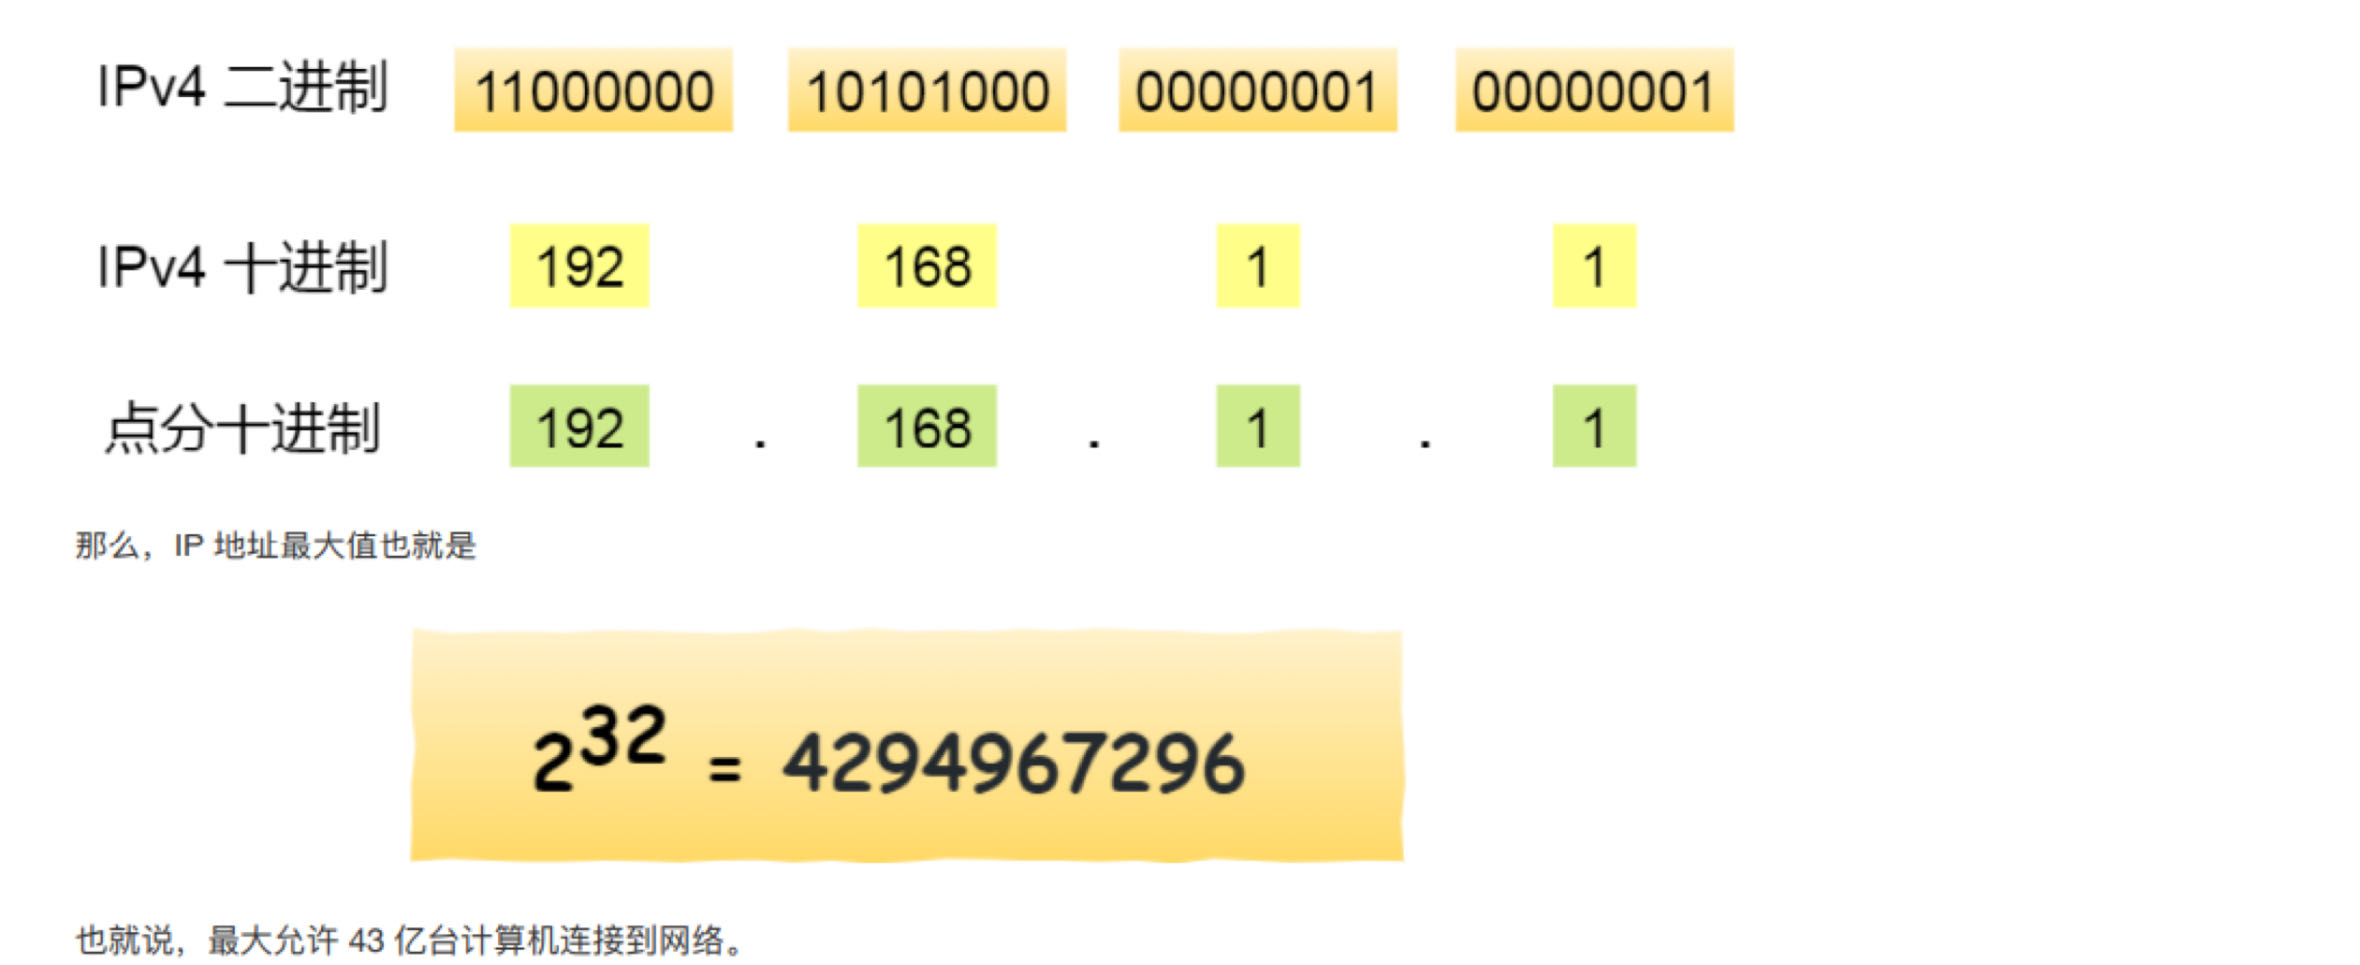 IPv4 二进制 11000000 10101000 00000001 00000001
IPv4 十进制 192 168 1 1
点分十进制 192 . 168 . 1 . 1
那么，IP 地址最大值也就是
2³² = 4294967296
也就说，最大允许 43 亿台计算机连接到网络。